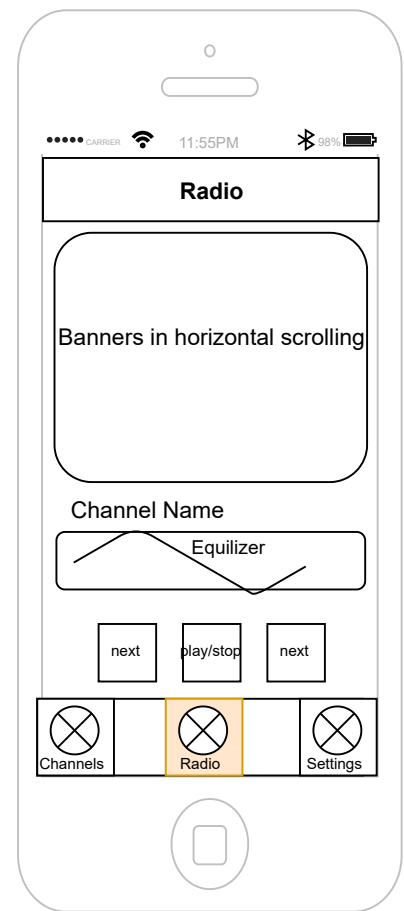 CARRIER 11:55PM 98%
Radio
Banners in horizontal scrolling
Channel Name
Equilizer
next play/stop next
Channels Radio Settings